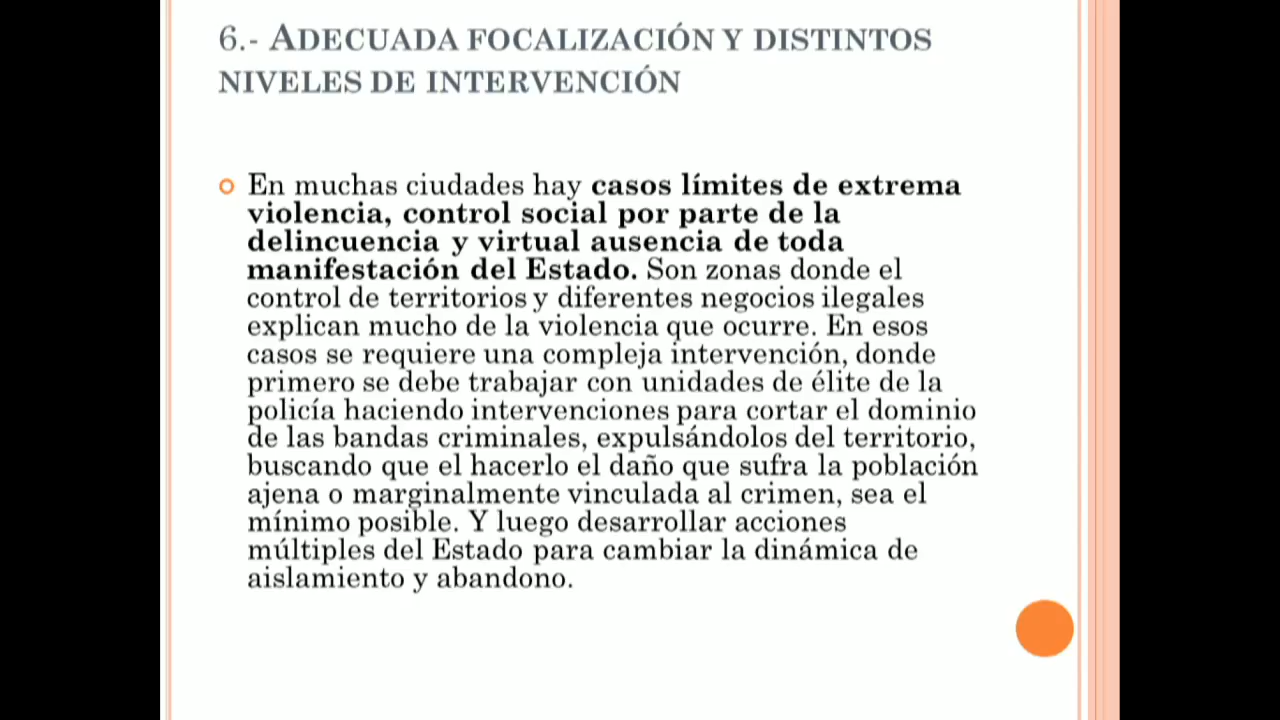 6.- ADECUADA FOCALIZACIÓN Y DISTINTOS
NIVELES DE INTERVENCIÓN
En muchas ciudades hay casos límites de extrema
violencia, control social por parte de la
delincuencia y virtual ausencia de toda
manifestación del Estado. Son zonas donde el
control de territorios y diferentes negocios ilegales
explican mucho de la violencia que ocurre. En esos
casos se requiere una compleja intervención, donde
primero se debe trabajar con unidades de élite de la
policía haciendo intervenciones para cortar el dominio
de las bandas criminales, expulsándolos del territorio,
buscando que el hacerlo el daño que sufra la población
ajena o marginalmente vinculada al crimen, sea el
mínimo posible. Y luego desarrollar acciones
múltiples del Estado para cambiar la dinámica de
aislamiento y abandono.